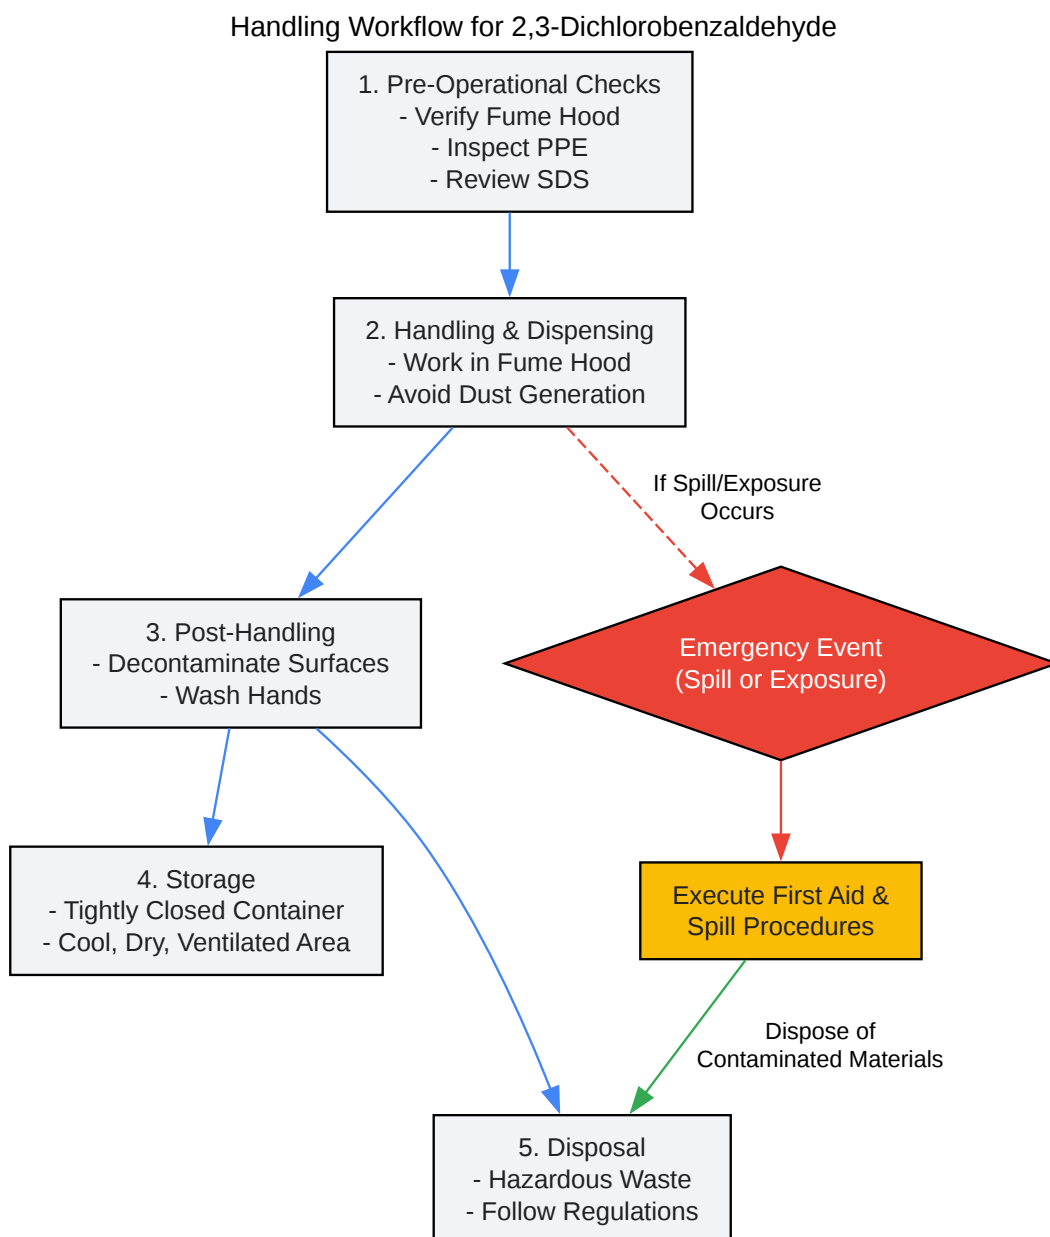 Handling Workflow for 2,3-Dichlorobenzaldehyde
1. Pre-Operational Checks
- Verify Fume Hood
- Inspect PPE
- Review SDS
2. Handling & Dispensing
- Work in Fume Hood
- Avoid Dust Generation
If Spill/Exposure
Occurs
3. Post-Handling
- Decontaminate Surfaces
- Wash Hands
Emergency Event
(Spill or Exposure)
4. Storage
- Tightly Closed Container
- Cool, Dry, Ventilated Area
Execute First Aid &
Spill Procedures
Dispose of
Contaminated Materials
5. Disposal
- Hazardous Waste
- Follow Regulations